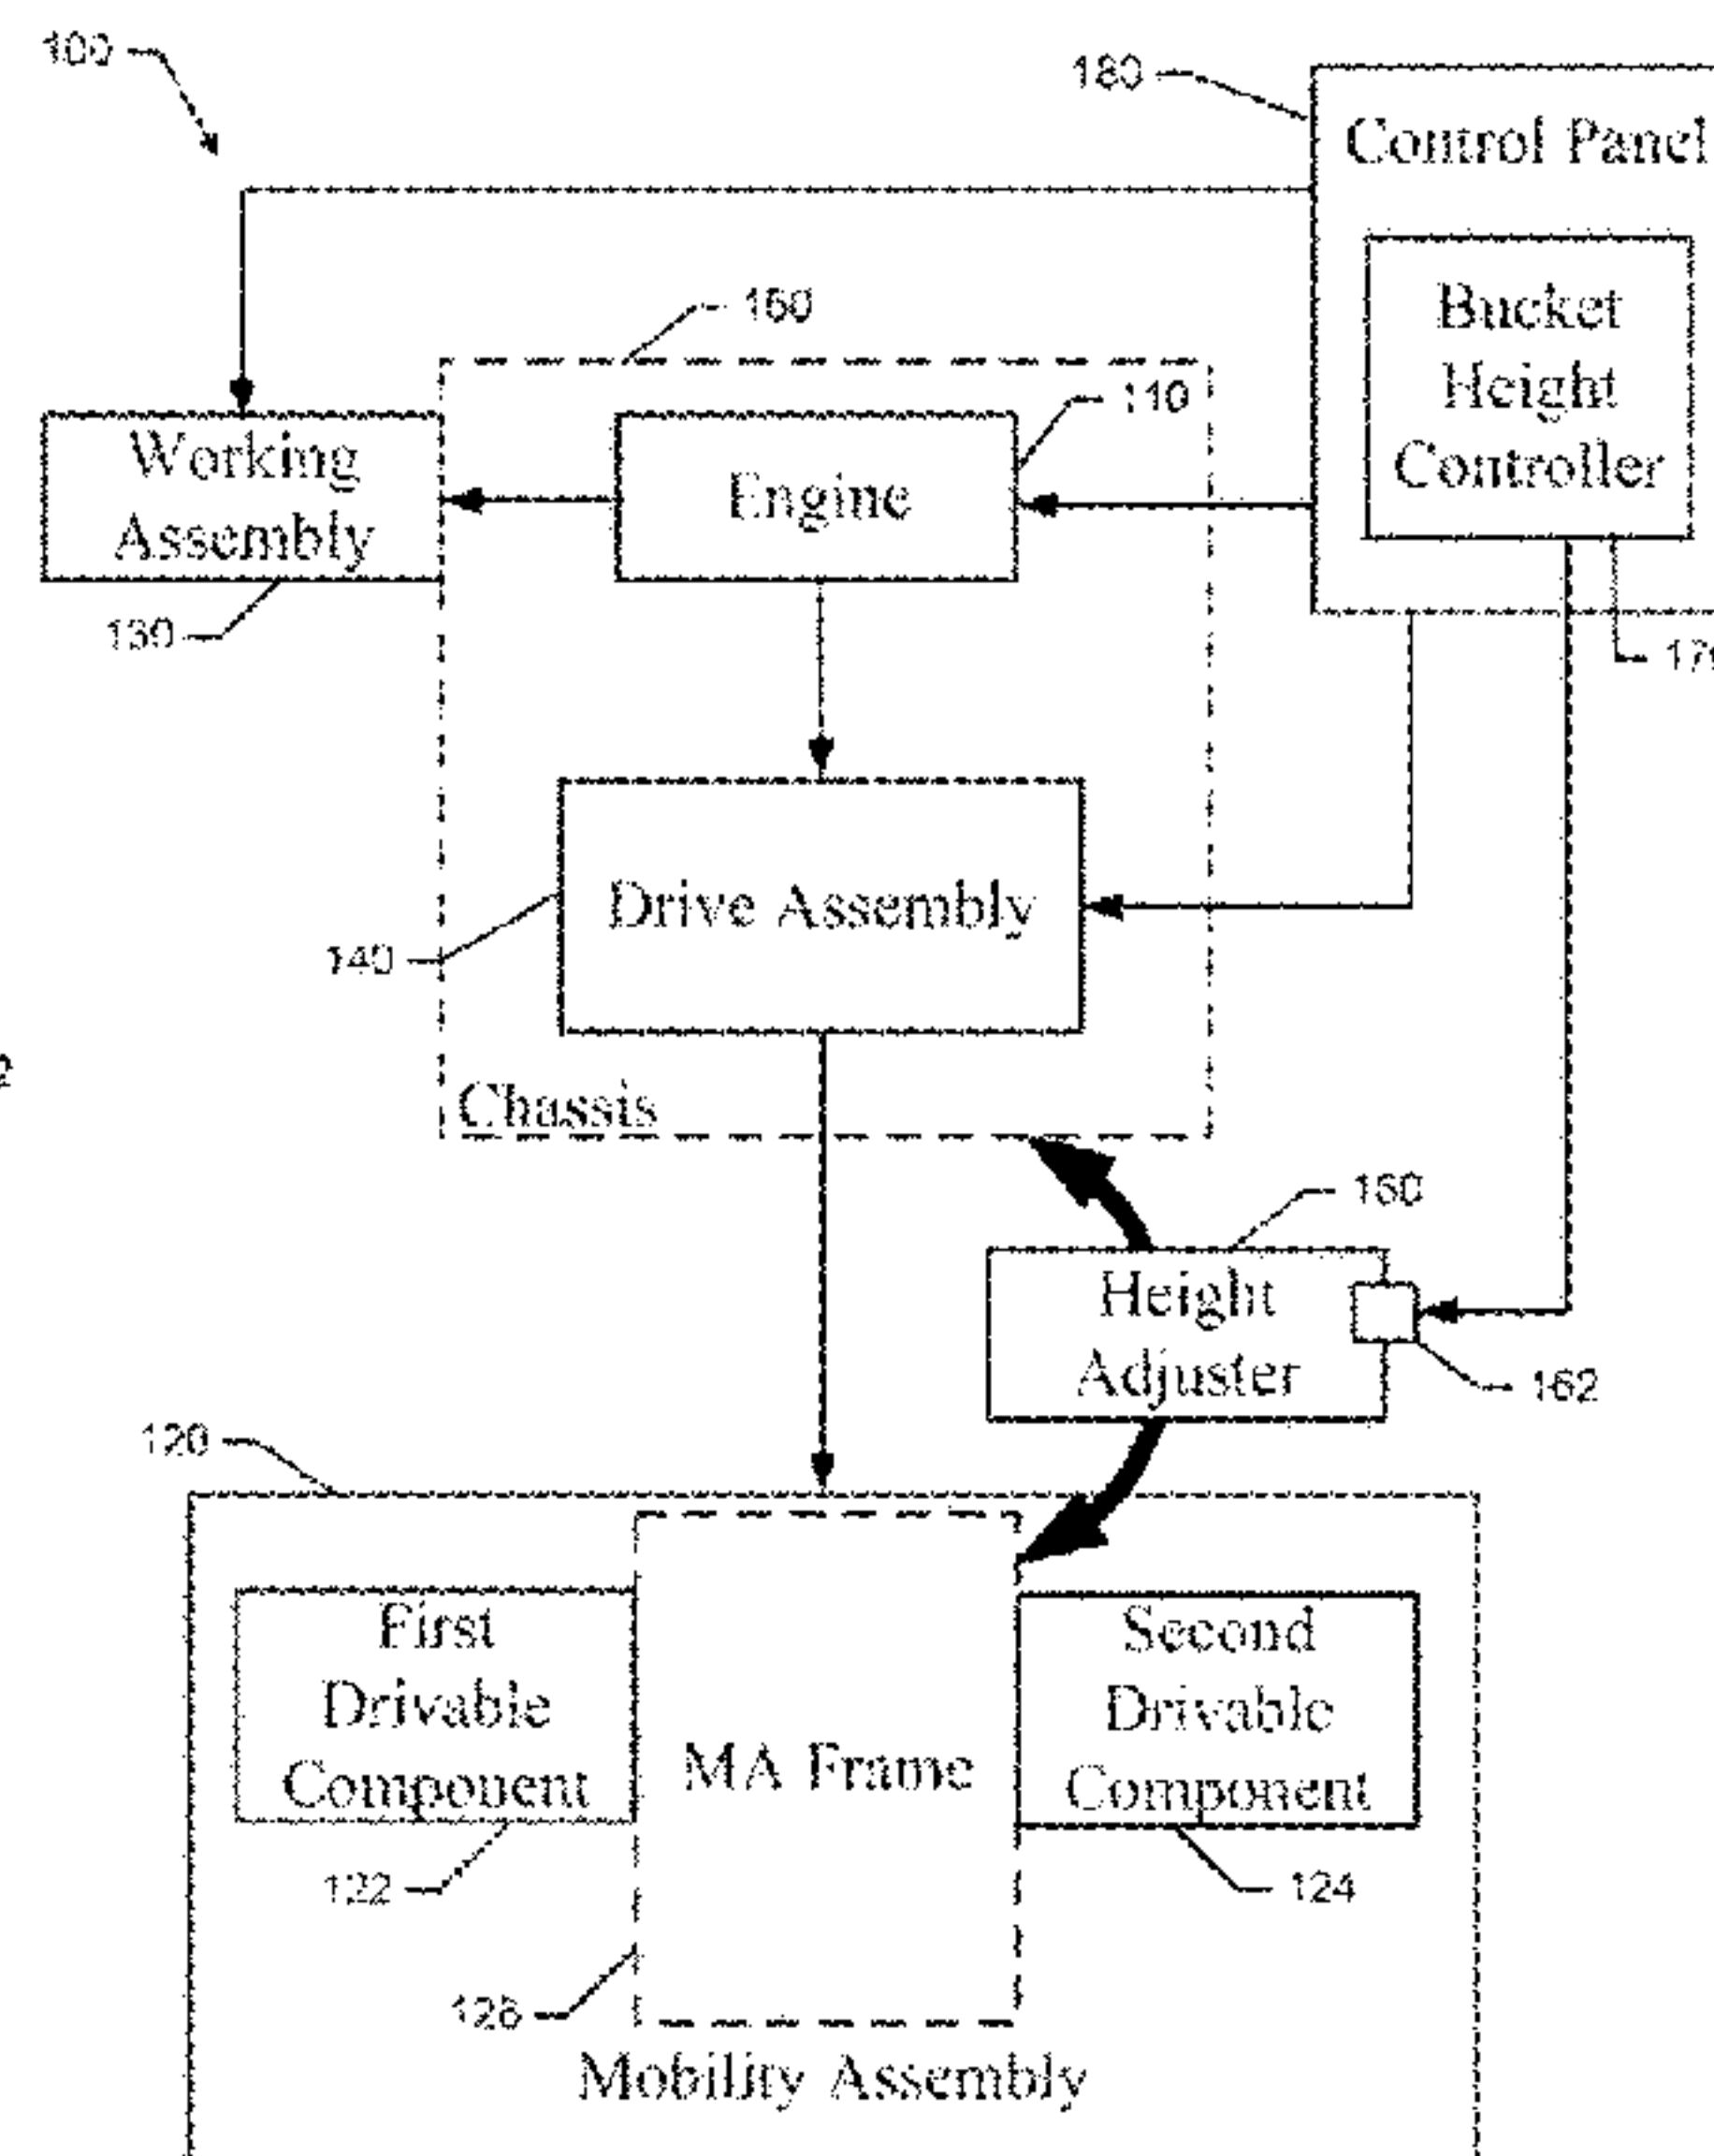 100
180
Control Panel
Bucket
Height
Controller
110
Working
Assembly
Engine
130
Drive Assembly
140
Chassis
2
160
Height
Adjuster
162
120
First
Drivable
Component
MA Frame
Second
Drivable
Component
122
124
126
Mobility Assembly